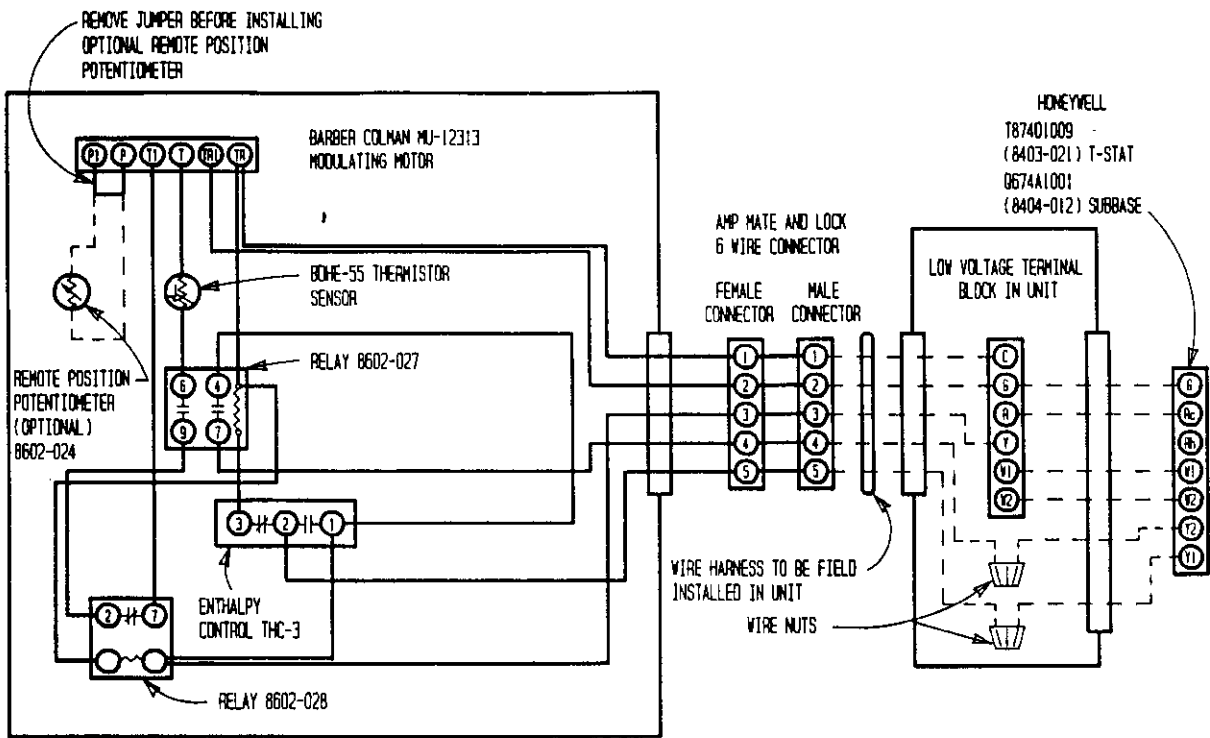 REMOVE JUMPER BEFORE INSTALLING
OPTIONAL REMOTE POSITION
POTENTIOMETER
P1 P T1 T TR1 TR
BARBER COLMAN MU-12313
MODULATING MOTOR
HONEYWELL
T87401009 -
(8403-021) T-STAT
Q674A1001
(8404-012) SUBBASE
AMP MATE AND LOCK
6 WIRE CONNECTOR
FEMALE
CONNECTOR
MALE
CONNECTOR
LOW VOLTAGE TERMINAL
BLOCK IN UNIT
BDHE-55 THERMISTOR
SENSOR
RELAY 8602-027
REMOTE POSITION
POTENTIOMETER
(OPTIONAL)
8602-024
6 4
9 7
1 1
2 2
3 3
4 4
5 5
C
G
R
Y
W1
W2
G
Rc
Rh
W1
W2
Y2
Y1
3 2 1
ENTHALPY
CONTROL THC-3
WIRE HARNESS TO BE FIELD
INSTALLED IN UNIT
WIRE NUTS
2 7
RELAY 8602-028